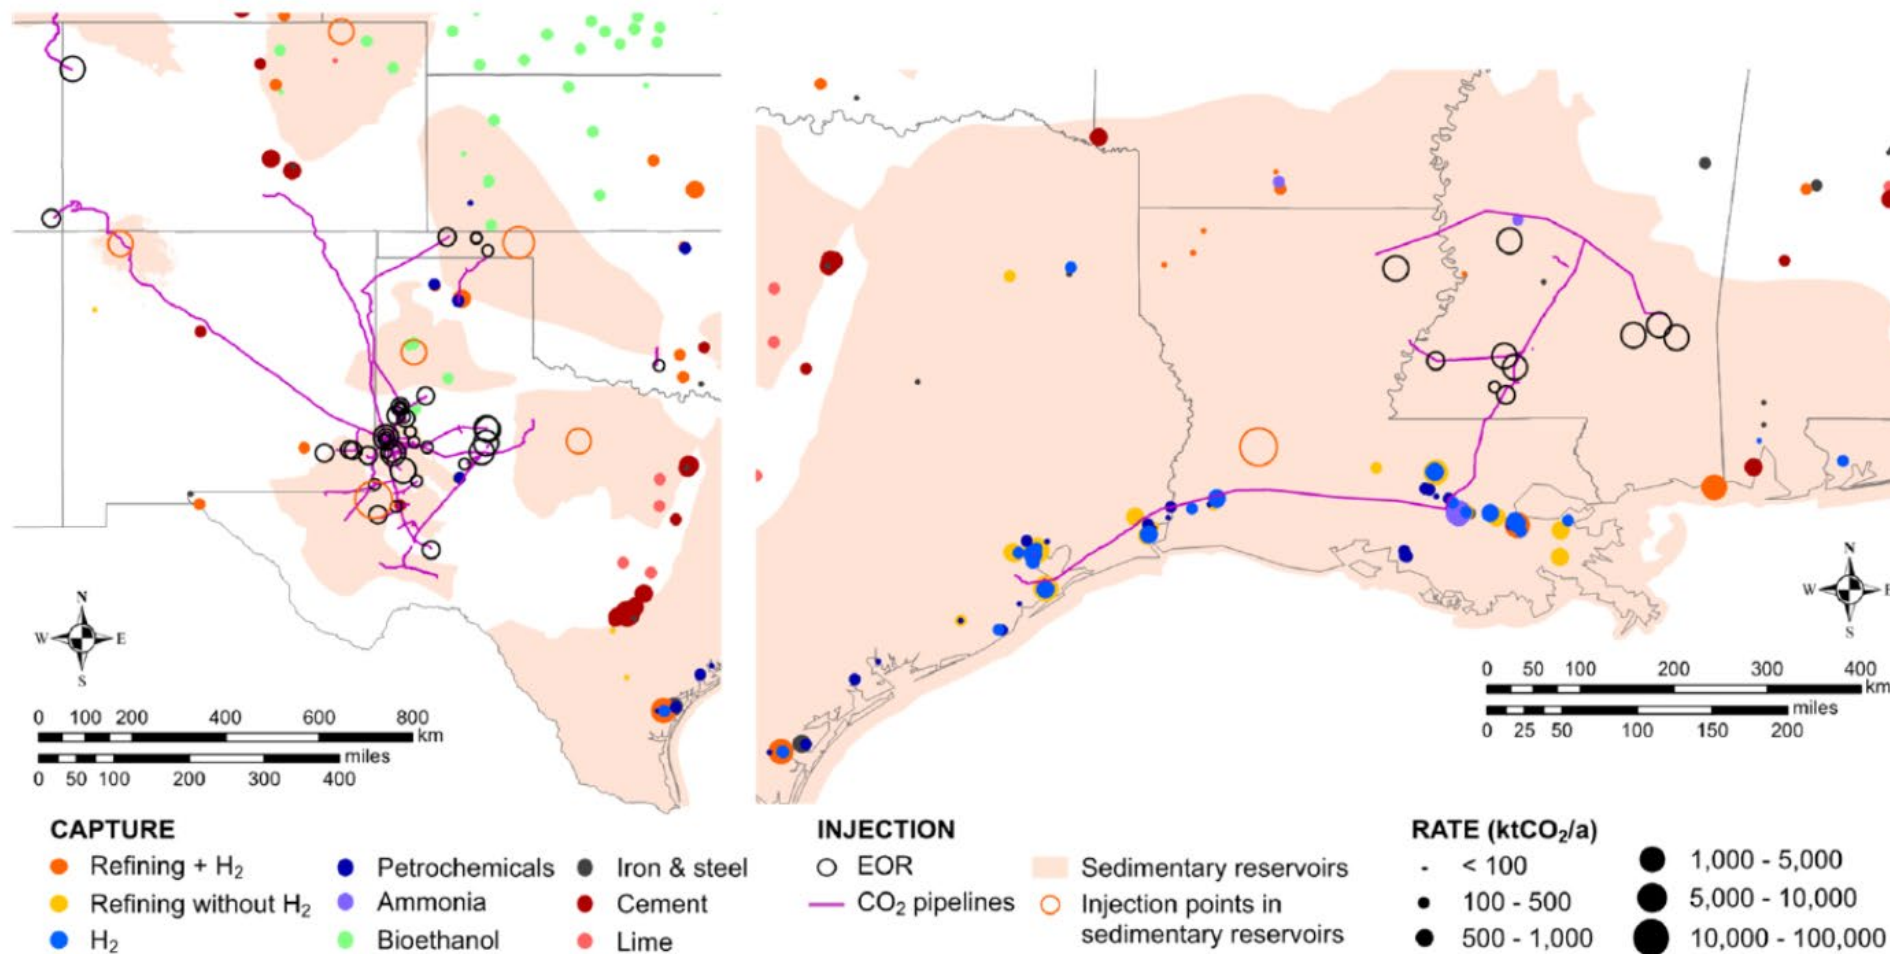 N
W E
S
0 100 200 400 600 800
km
miles
0 50 100 200 300 400
N
W E
S
0 50 100 200 300 400
km
miles
0 25 50 100 150 200
CAPTURE
Refining + H₂
Refining without H₂
H₂
Petrochemicals
Ammonia
Bioethanol
Iron & steel
Cement
Lime
INJECTION
EOR
CO₂ pipelines
Sedimentary reservoirs
Injection points in
sedimentary reservoirs
RATE (ktCO₂/a)
< 100
100 - 500
500 - 1,000
1,000 - 5,000
5,000 - 10,000
10,000 - 100,000